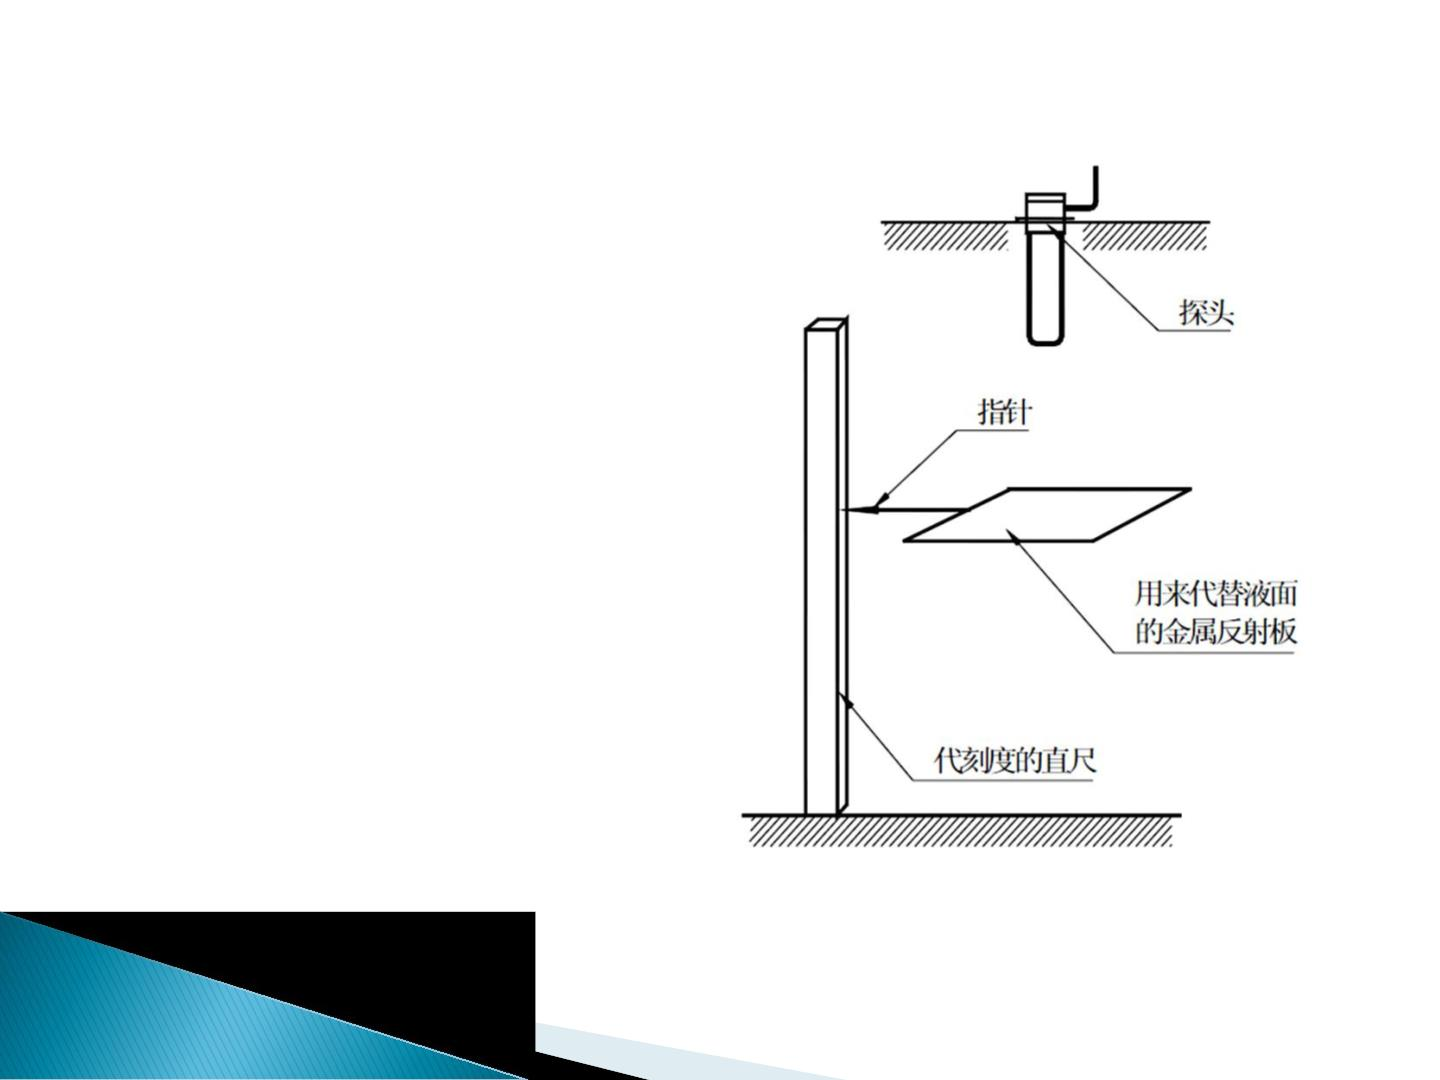 探头
指针
用来代替液面
的金属反射板
代刻度的直尺